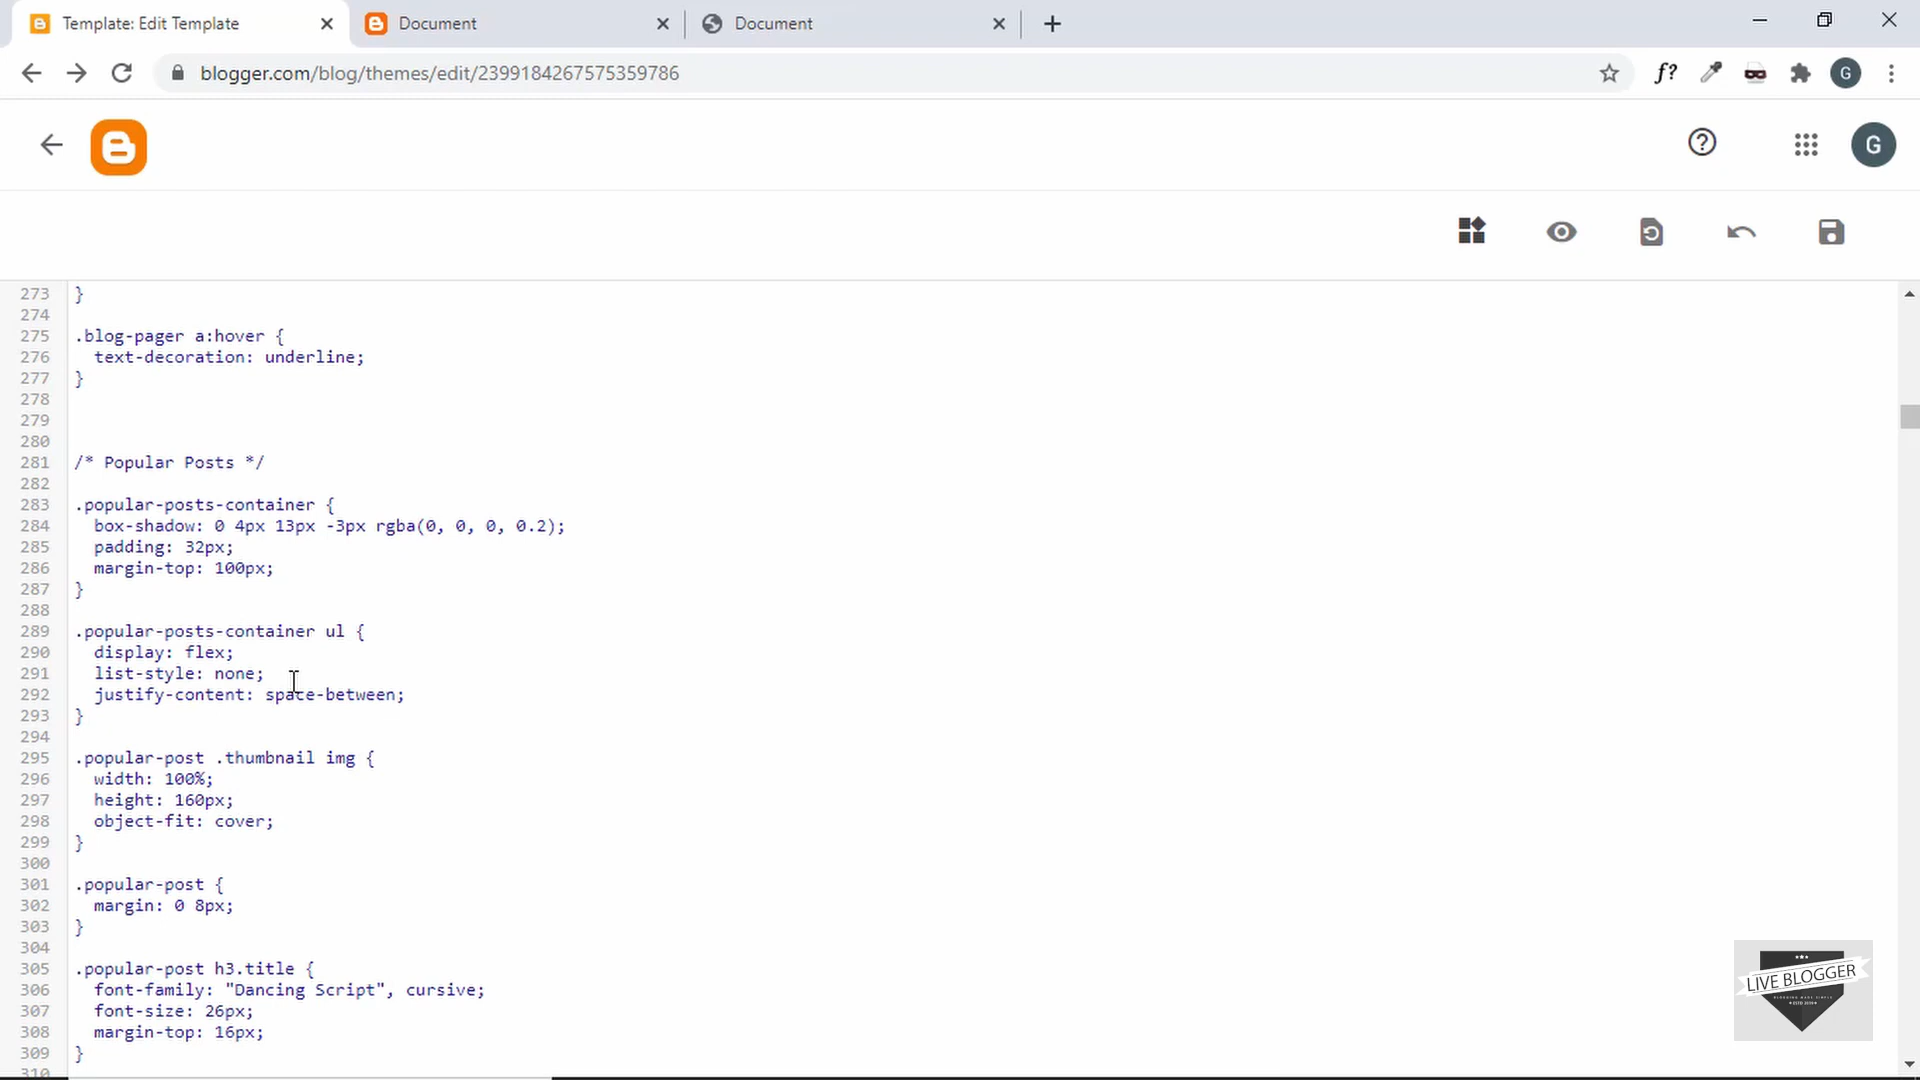 Template: Edit Template
Document
Document
blogger.com/blog/themes/edit/2399184267575359786
f?
G
G
273 }
274
275 .blog-pager a:hover {
276 text-decoration: underline;
277 }
278
279
280
281 /* Popular Posts */
282
283 .popular-posts-container {
284 box-shadow: 0 4px 13px -3px rgba(0, 0, 0, 0.2);
285 padding: 32px;
286 margin-top: 100px;
287 }
288
289 .popular-posts-container ul {
290 display: flex;
291 list-style: none;
292 justify-content: space-between;
293 }
294
295 .popular-post .thumbnail img {
296 width: 100%;
297 height: 160px;
298 object-fit: cover;
299 }
300
301 .popular-post {
302 margin: 0 8px;
303 }
304
305 .popular-post h3.title {
306 font-family: "Dancing Script", cursive;
307 font-size: 26px;
308 margin-top: 16px;
309 }
310
LIVE BLOGGER